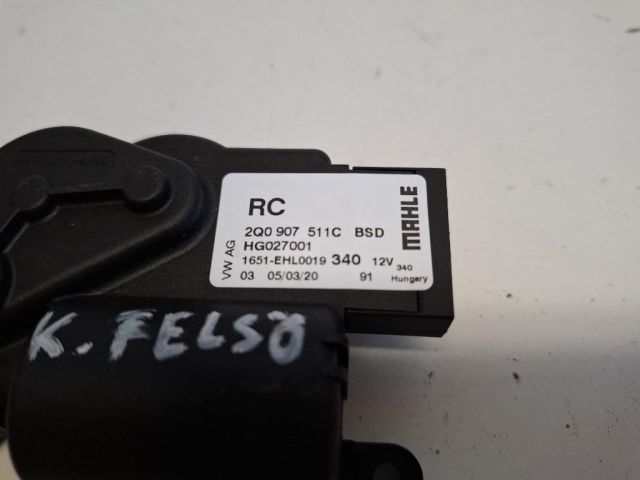 RC
2Q0 907 511C BSD
HG027001
1651-EHL0019 340 12V 340
03 05/03/20 91 Hungary
VW AG
MAHLE
K. FELSŐ